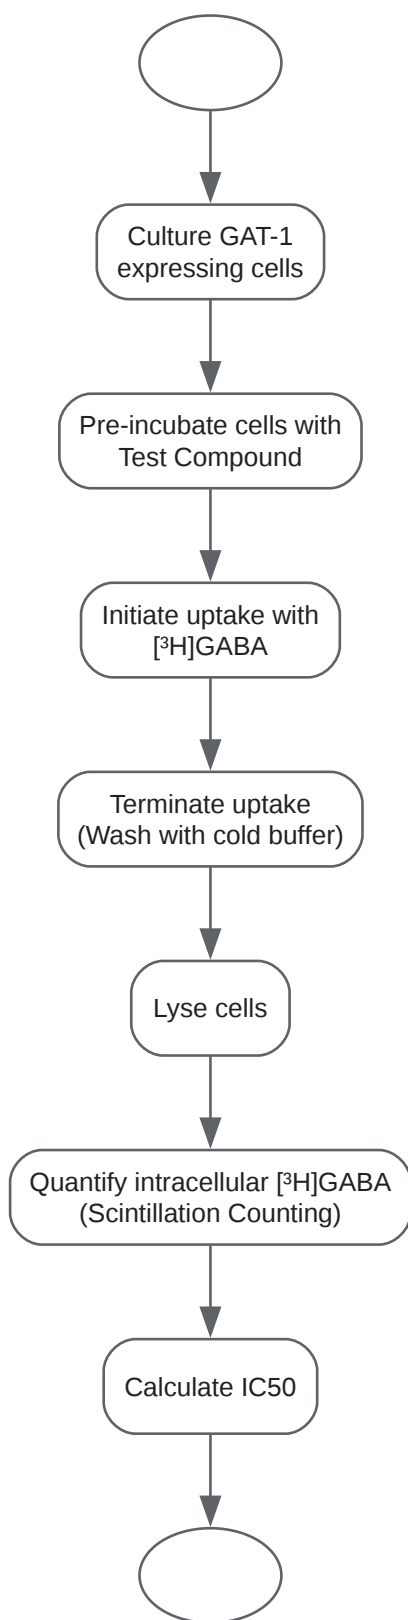 Culture GAT-1
expressing cells
Pre-incubate cells with
Test Compound
Initiate uptake with
[³H]GABA
Terminate uptake
(Wash with cold buffer)
Lyse cells
Quantify intracellular [³H]GABA
(Scintillation Counting)
Calculate IC50